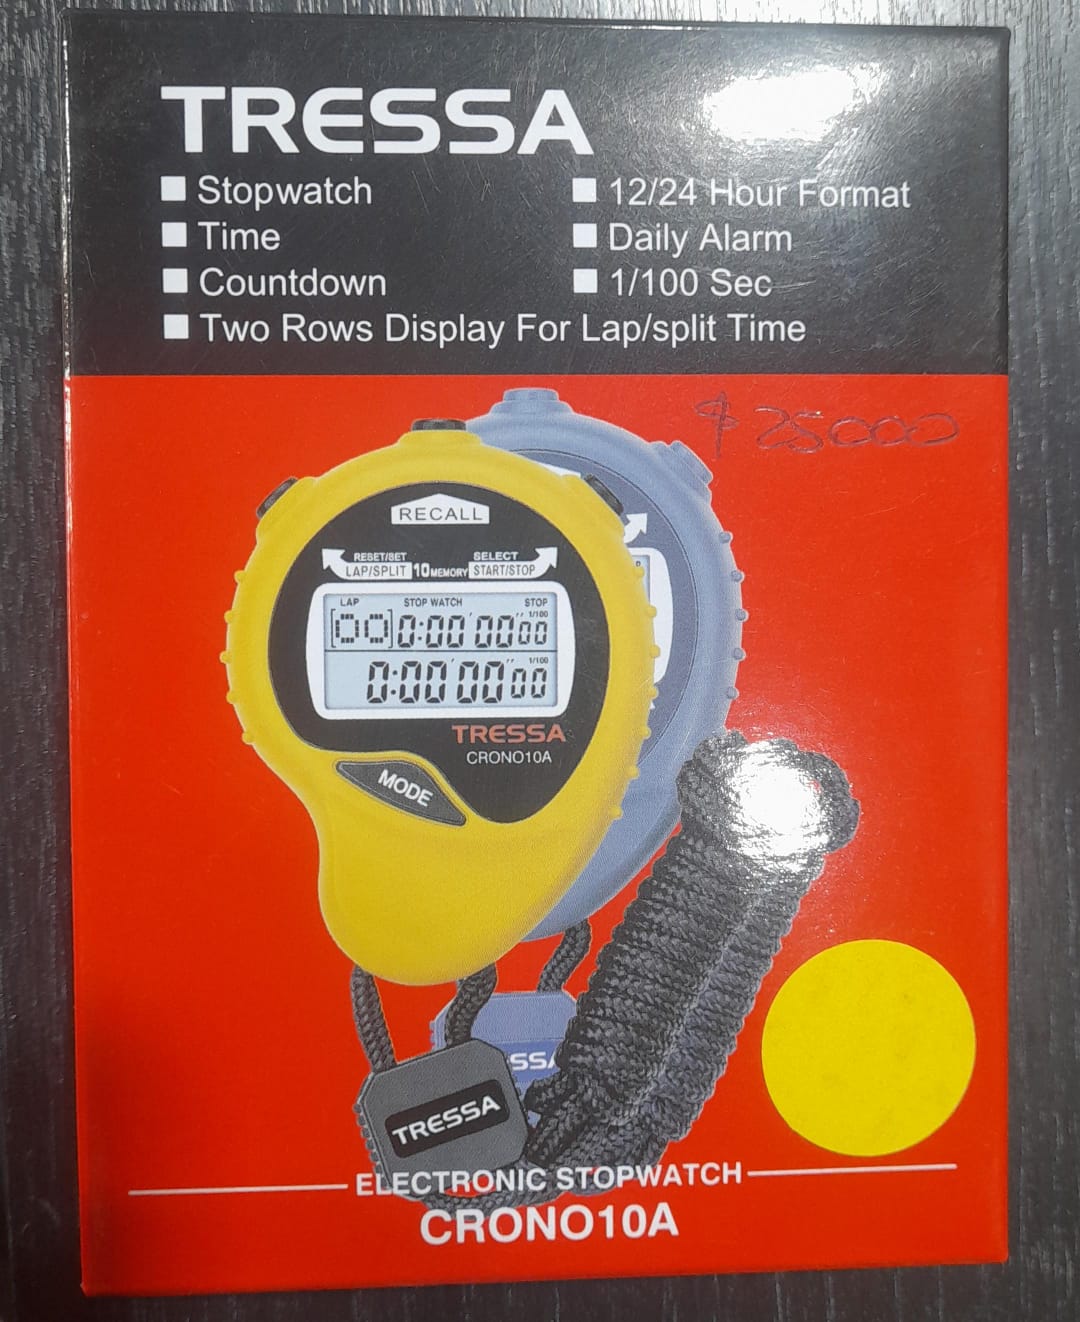 TRESSA
Stopwatch
12/24 Hour Format
Time
Daily Alarm
Countdown
1/100 Sec
Two Rows Display For Lap/split Time
$ 25000
RECALL
RESET/SET
SELECT
LAP/SPLIT 10 MEMORY START/STOP
LAP STOP WATCH STOP
1/100
[00] 0:00'00"00
1/100
0:00'00"00
TRESSA
CRONO10A
MODE
SSA
TRESSA
ELECTRONIC STOPWATCH
CRONO10A